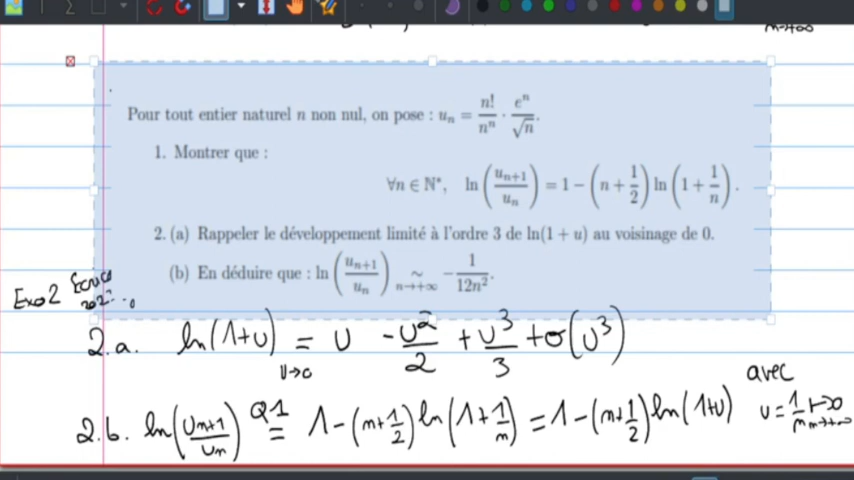 n→+∞
Pour tout entier naturel n non nul, on pose : u_n = n!/n^n · e^n/√n.
1. Montrer que :
∀n ∈ ℕ*, ln(u_{n+1}/u_n) = 1 − (n + 1/2) ln(1 + 1/n).
2. (a) Rappeler le développement limité à l'ordre 3 de ln(1 + u) au voisinage de 0.
(b) En déduire que : ln(u_{n+1}/u_n) ∼_{n→+∞} −1/(12n²).
Exo2
2.a. ln(1+u) =_{u→0} u − u²/2 + u³/3 + o(u³)
avec
2.b. ln(u_{n+1}/u_n) =^{Q1} 1 − (n+1/2) ln(1+1/n) = 1 − (n+1/2) ln(1+u) u = 1/n → 0 n→+∞